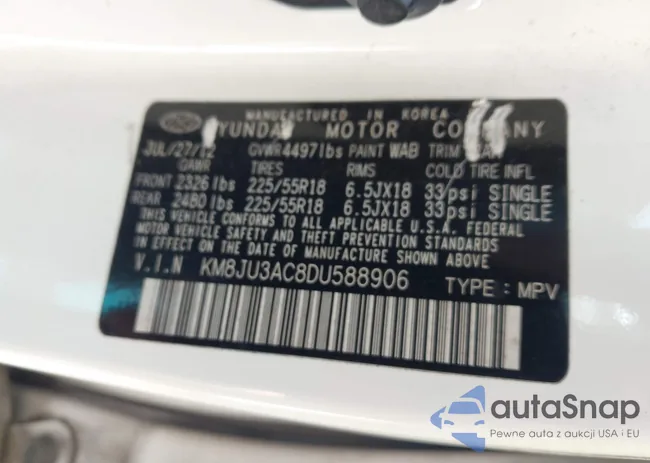 MANUFACTURED IN KOREA
HYUNDAI MOTOR COMPANY
JUL/27/12 GVWR4497lbs PAINT WAB TRIM
GAWR TIRES RIMS COLD TIRE INFL
FRONT 2326lbs 225/55R18 6.5JX18 33psi SINGLE
REAR 2480lbs 225/55R18 6.5JX18 33psi SINGLE
THIS VEHICLE CONFORMS TO ALL APPLICABLE U.S.A. FEDERAL
MOTOR VEHICLE SAFETY AND THEFT PREVENTION STANDARDS
IN EFFECT ON THE DATE OF MANUFACTURE SHOWN ABOVE.
V.I.N KM8JU3AC8DU588906 TYPE : MPV
autaSnap
Pewne auta z aukcji USA i EU